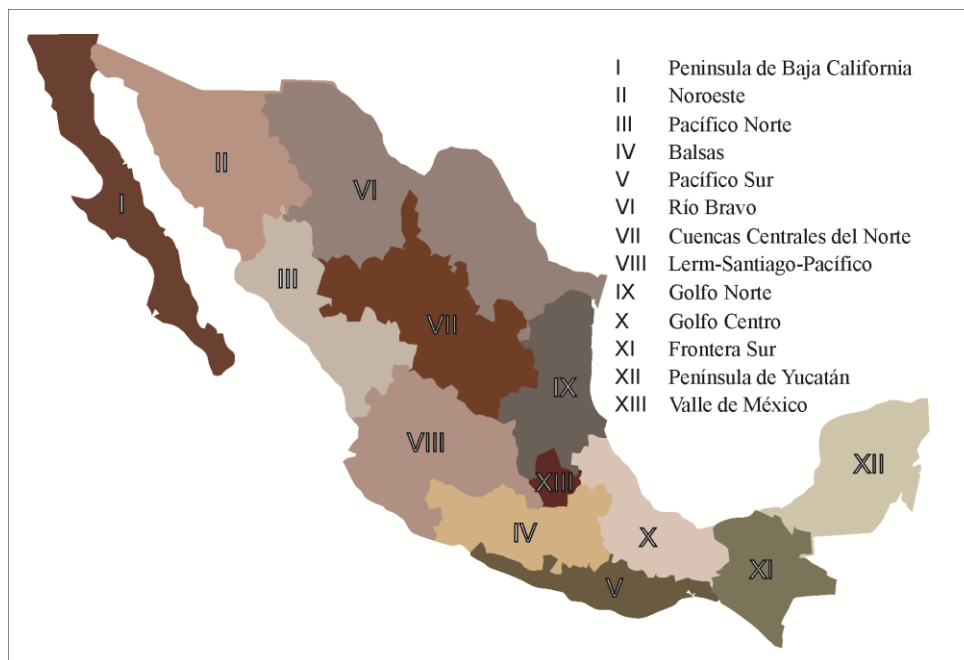 I Peninsula de Baja California
II Noroeste
III Pacífico Norte
IV Balsas
V Pacífico Sur
VI Río Bravo
VII Cuencas Centrales del Norte
VIII Lerm-Santiago-Pacífico
IX Golfo Norte
X Golfo Centro
XI Frontera Sur
XII Península de Yucatán
XIII Valle de México
II
VI
I
III
VII
IX
VIII
XII
XIII
IV
X
XI
V